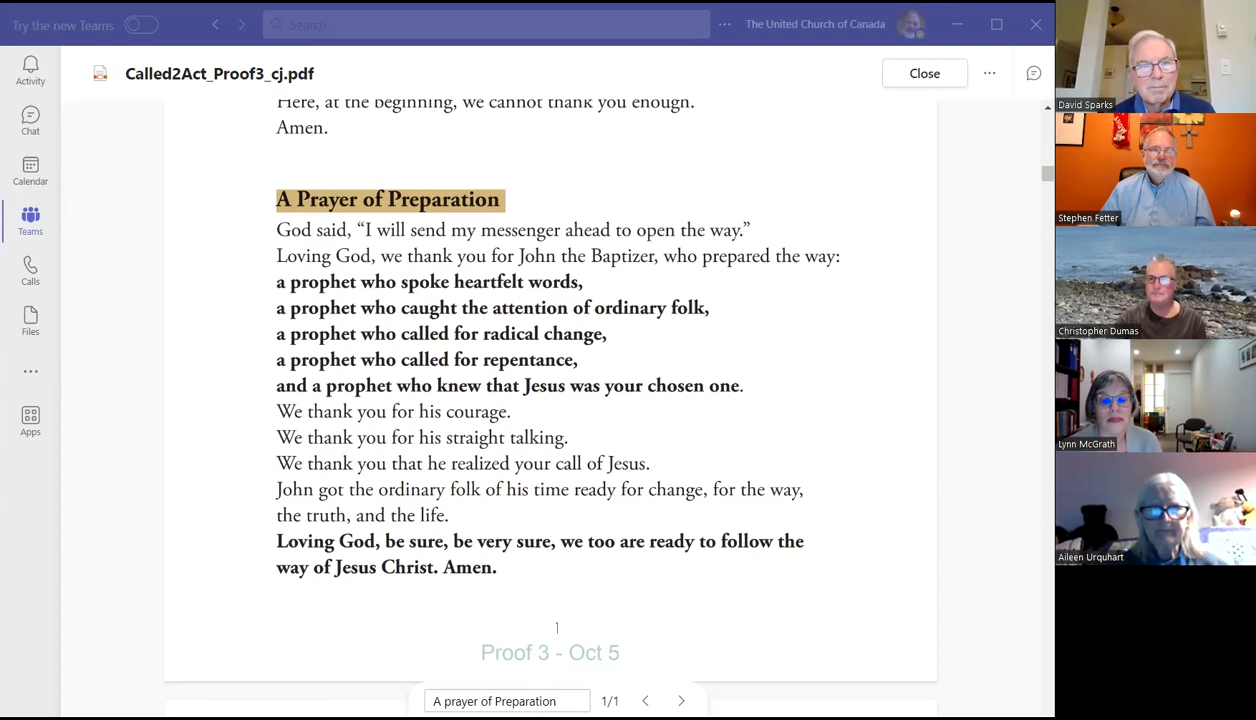 Try the new Teams
Search
The United Church of Canada
Activity
Chat
Calendar
Teams
Calls
Files
Apps
Called2Act_Proof3_cj.pdf
Close
Here, at the beginning, we cannot thank you enough.
Amen.
A Prayer of Preparation
God said, “I will send my messenger ahead to open the way.”
Loving God, we thank you for John the Baptizer, who prepared the way:
a prophet who spoke heartfelt words,
a prophet who caught the attention of ordinary folk,
a prophet who called for radical change,
a prophet who called for repentance,
and a prophet who knew that Jesus was your chosen one.
We thank you for his courage.
We thank you for his straight talking.
We thank you that he realized your call of Jesus.
John got the ordinary folk of his time ready for change, for the way,
the truth, and the life.
Loving God, be sure, be very sure, we too are ready to follow the
way of Jesus Christ. Amen.
1
Proof 3 - Oct 5
A prayer of Preparation
1/1
David Sparks
Stephen Fetter
Christopher Dumas
Lynn McGrath
Aileen Urquhart